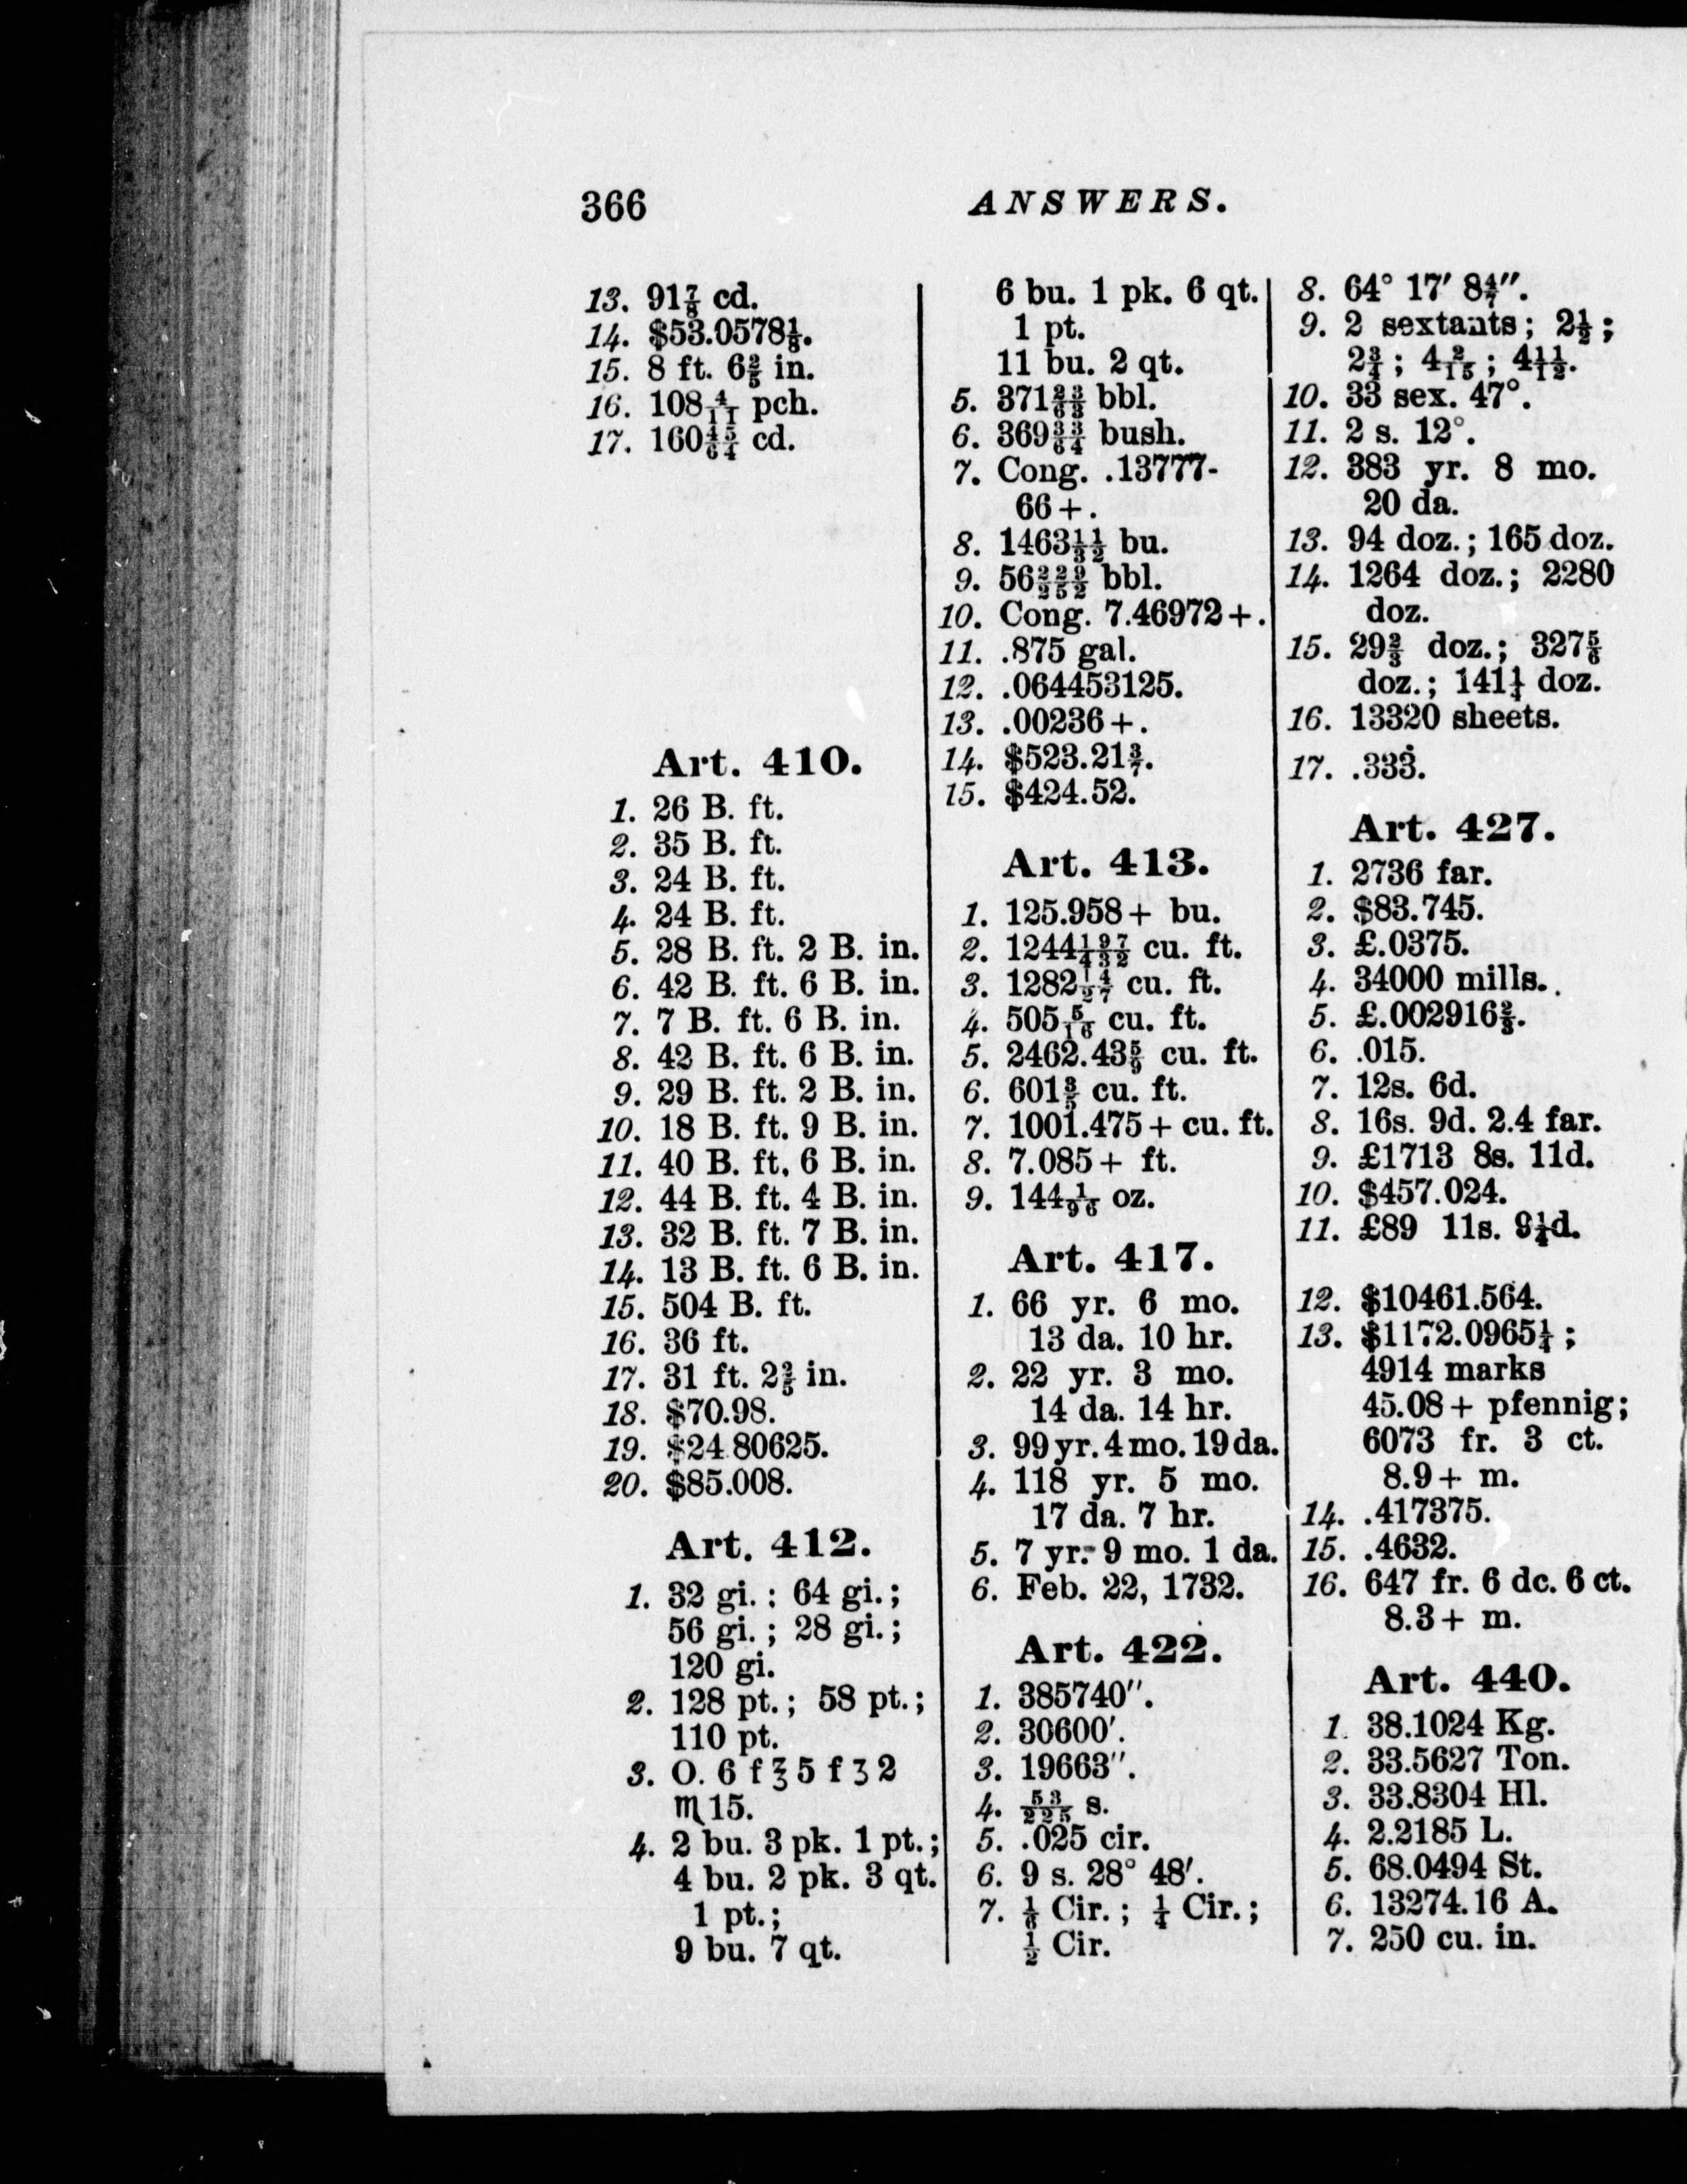 366
ANSWERS.
13. 91⅞ cd.
14. $53.0578⅛.
15. 8 ft. 6⅖ in.
16. 108 4/11 pch.
17. 160 45/64 cd.
Art. 410.
1. 26 B. ft.
2. 35 B. ft.
3. 24 B. ft.
4. 24 B. ft.
5. 28 B. ft. 2 B. in.
6. 42 B. ft. 6 B. in.
7. 7 B. ft. 6 B. in.
8. 42 B. ft. 6 B. in.
9. 29 B. ft. 2 B. in.
10. 18 B. ft. 9 B. in.
11. 40 B. ft. 6 B. in.
12. 44 B. ft. 4 B. in.
13. 32 B. ft. 7 B. in.
14. 13 B. ft. 6 B. in.
15. 504 B. ft.
16. 36 ft.
17. 31 ft. 2⅖ in.
18. $70.98.
19. $24.80625.
20. $85.008.
Art. 412.
1. 32 gi. ; 64 gi. ;
56 gi. ; 28 gi. ;
120 gi.
2. 128 pt. ; 58 pt. ;
110 pt.
3. O. 6 f ℥ 5 f ʒ 2
♏ 15.
4. 2 bu. 3 pk. 1 pt. ;
4 bu. 2 pk. 3 qt.
1 pt. ;
9 bu. 7 qt.
6 bu. 1 pk. 6 qt.
1 pt.
11 bu. 2 qt.
5. 371 23/63 bbl.
6. 369 33/64 bush.
7. Cong. .13777-
66+.
8. 1463 11/32 bu.
9. 56 229/252 bbl.
10. Cong. 7.46972+.
11. .875 gal.
12. .064453125.
13. .00236+.
14. $523.21 3/7.
15. $424.52.
Art. 413.
1. 125.958+ bu.
2. 1244 197/432 cu. ft.
3. 1282 14/27 cu. ft.
4. 505 5/16 cu. ft.
5. 2462.43 5/9 cu. ft.
6. 601⅗ cu. ft.
7. 1001.475+ cu. ft.
8. 7.085+ ft.
9. 144 1/96 oz.
Art. 417.
1. 66 yr. 6 mo.
13 da. 10 hr.
2. 22 yr. 3 mo.
14 da. 14 hr.
3. 99 yr. 4 mo. 19 da.
4. 118 yr. 5 mo.
17 da. 7 hr.
5. 7 yr. 9 mo. 1 da.
6. Feb. 22, 1732.
Art. 422.
1. 385740″.
2. 30600′.
3. 19663″.
4. 53/225 s.
5. .025 cir.
6. 9 s. 28° 48′.
7. ⅙ Cir. ; ¼ Cir. ;
½ Cir.
8. 64° 17′ 8 4/7″.
9. 2 sextants ; 2½ ;
2¾ ; 4 2/15 ; 4 11/12.
10. 33 sex. 47°.
11. 2 s. 12°.
12. 383 yr. 8 mo.
20 da.
13. 94 doz. ; 165 doz.
14. 1264 doz. ; 2280
doz.
15. 29⅔ doz. ; 327⅚
doz. ; 141¼ doz.
16. 13320 sheets.
17. .333̇.
Art. 427.
1. 2736 far.
2. $83.745.
3. £.0375.
4. 34000 mills.
5. £.002916⅔.
6. .015.
7. 12s. 6d.
8. 16s. 9d. 2.4 far.
9. £1713 8s. 11d.
10. $457.024.
11. £89 11s. 9¼d.
12. $10461.564.
13. $1172.0965¼ ;
4914 marks
45.08+ pfennig ;
6073 fr. 3 ct.
8.9+ m.
14. .417375.
15. .4632.
16. 647 fr. 6 dc. 6 ct.
8.3+ m.
Art. 440.
1. 38.1024 Kg.
2. 33.5627 Ton.
3. 33.8304 Hl.
4. 2.2185 L.
5. 68.0494 St.
6. 13274.16 A.
7. 250 cu. in.